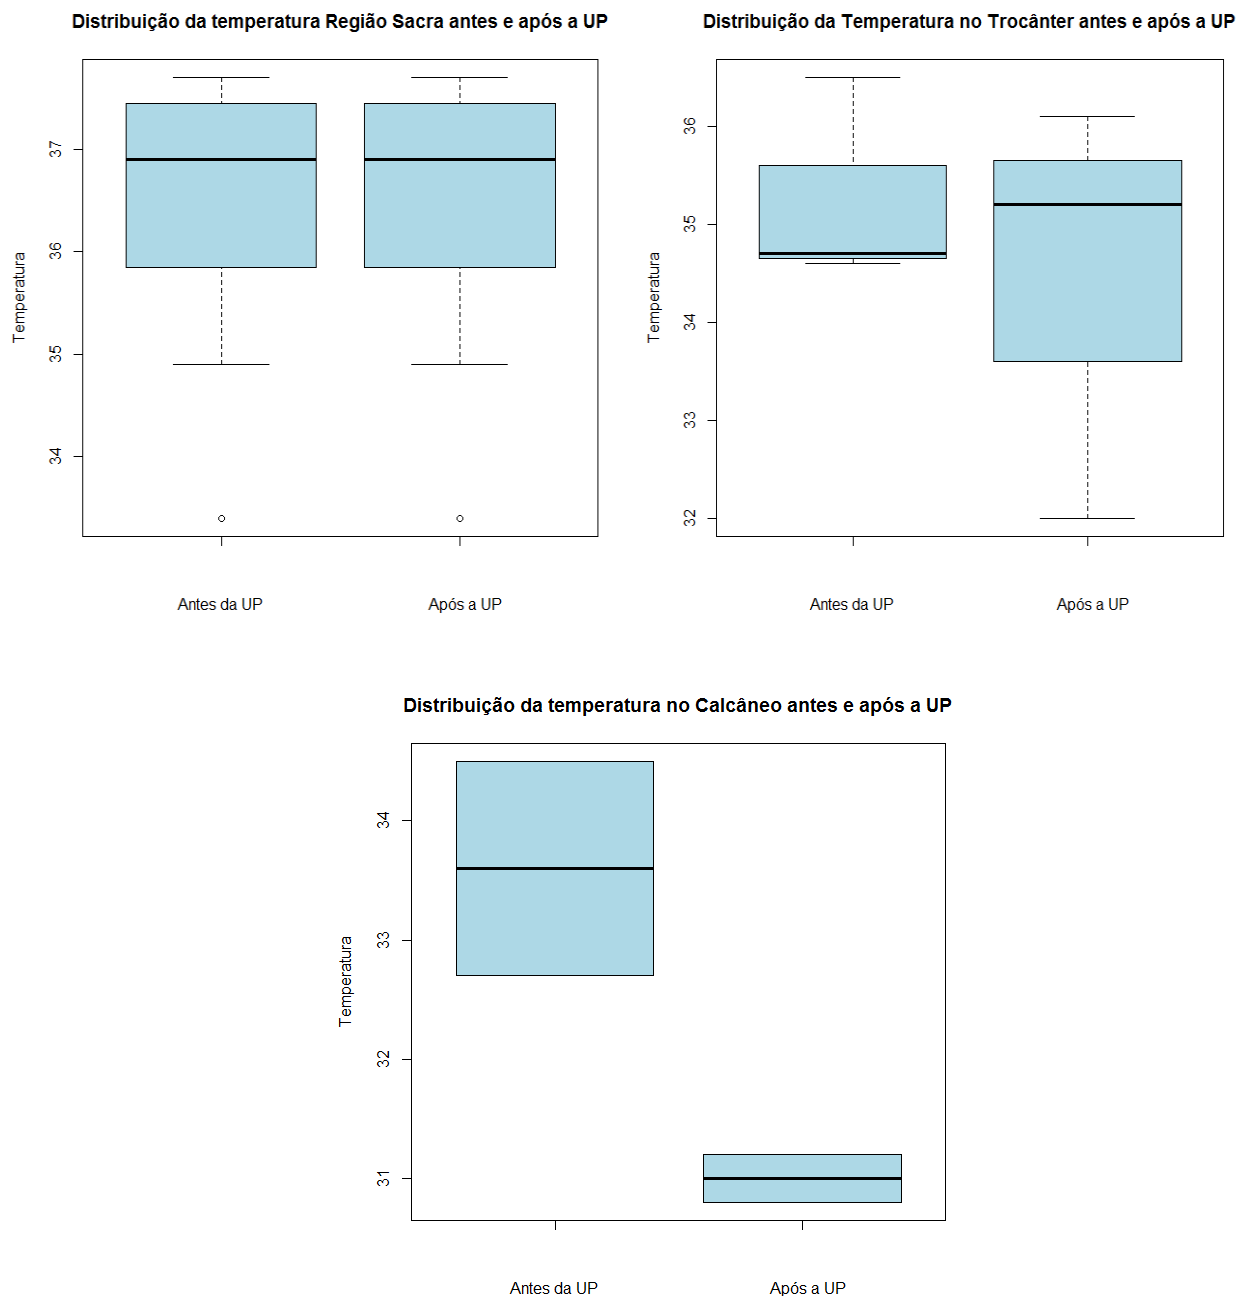 Distribuição da temperatura Região Sacra antes e após a UP
Temperatura
37
36
35
34
Antes da UP
Após a UP
Distribuição da Temperatura no Trocânter antes e após a UP
Temperatura
36
35
34
33
32
Antes da UP
Após a UP
Distribuição da temperatura no Calcâneo antes e após a UP
Temperatura
34
33
32
31
Antes da UP
Após a UP